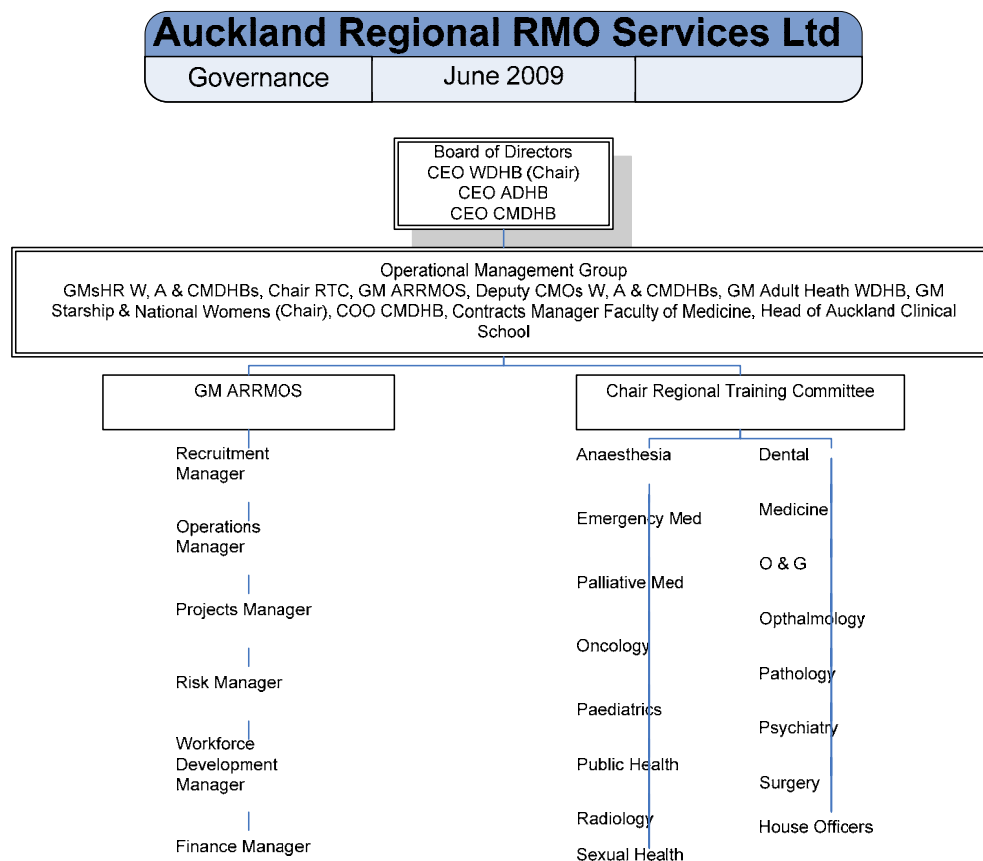 Auckland Regional RMO Services Ltd
Governance
June 2009
Board of Directors
CEO WDHB (Chair)
CEO ADHB
CEO CMDHB
Operational Management Group
GMsHR W, A & CMDHBs, Chair RTC, GM ARRMOS, Deputy CMOs W, A & CMDHBs, GM Adult Heath WDHB, GM
Starship & National Womens (Chair), COO CMDHB, Contracts Manager Faculty of Medicine, Head of Auckland Clinical
School
GM ARRMOS
Recruitment
Manager
Operations
Manager
Projects Manager
Risk Manager
Workforce
Development
Manager
Finance Manager
Chair Regional Training Committee
Anaesthesia
Emergency Med
Palliative Med
Oncology
Paediatrics
Public Health
Radiology
Sexual Health
Dental
Medicine
O & G
Opthalmology
Pathology
Psychiatry
Surgery
House Officers